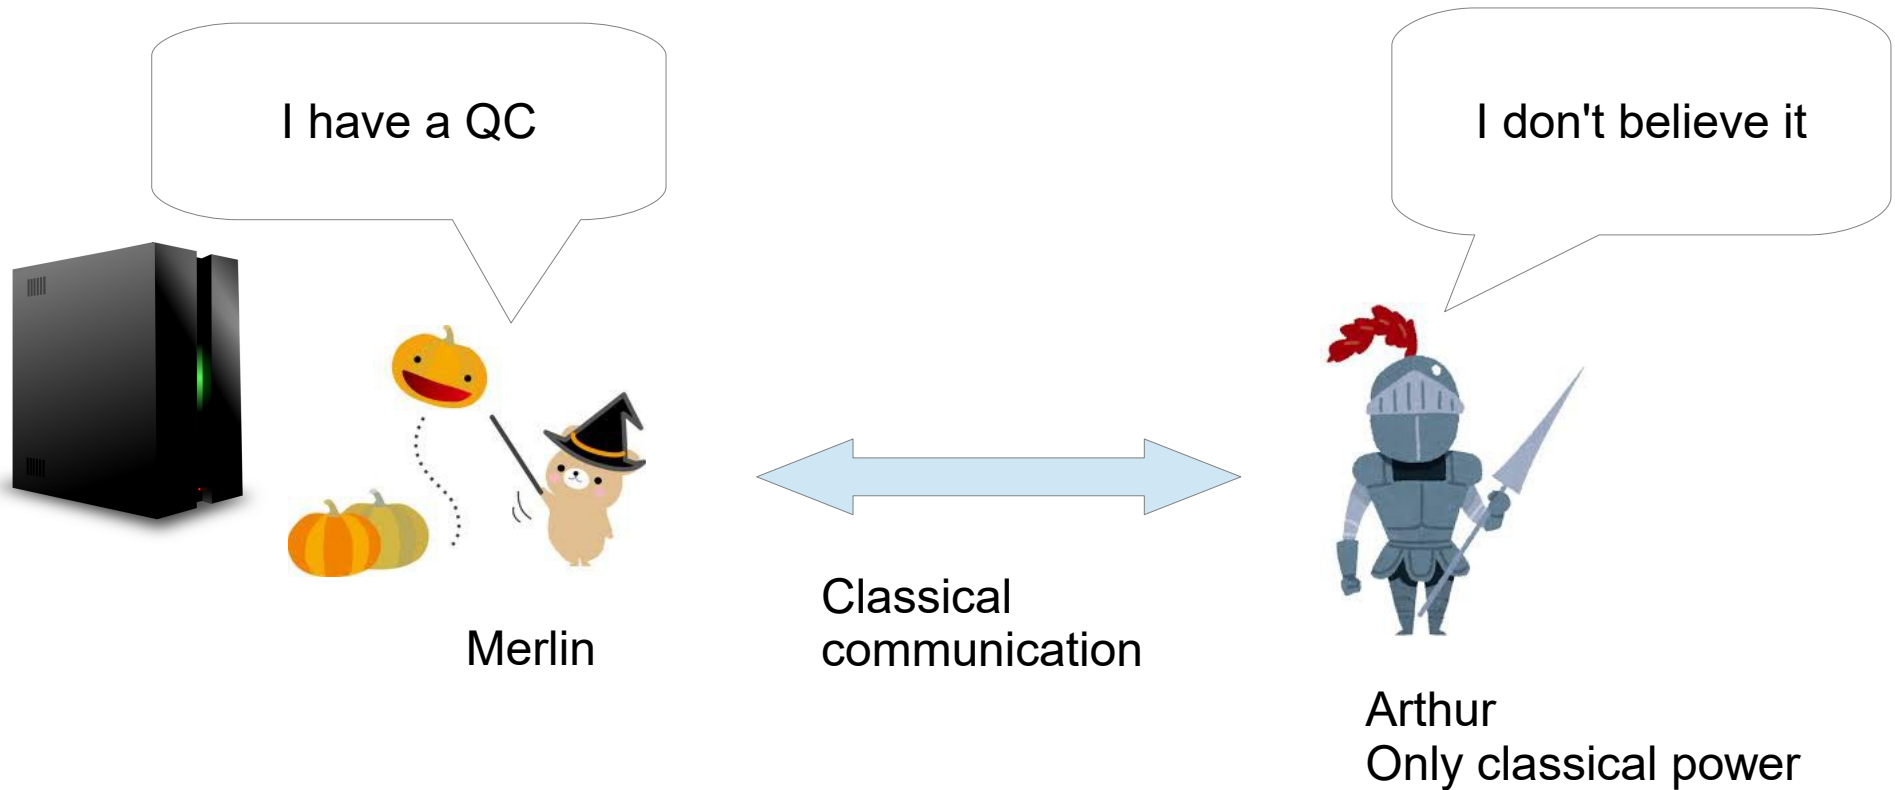 I have a QC
I don't believe it
Merlin
Classical
communication
Arthur
Only classical power